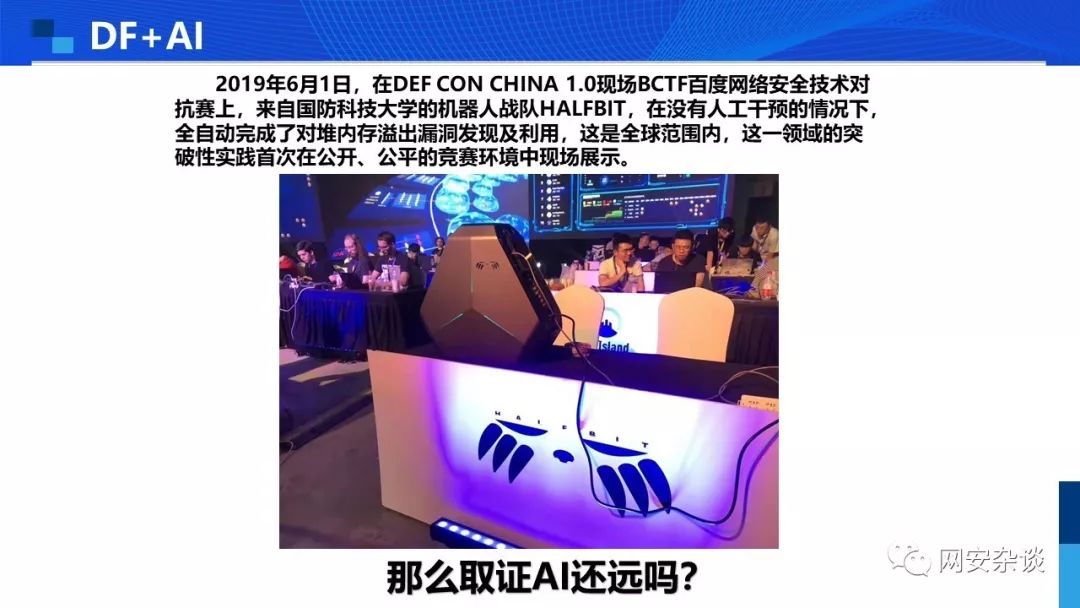 DF+AI
2019年6月1日，在DEF CON CHINA 1.0现场BCTF百度网络安全技术对
抗赛上，来自国防科技大学的机器人战队HALFBIT，在没有人工干预的情况下，
全自动完成了对堆内存溢出漏洞发现及利用，这是全球范围内，这一领域的突
破性实践首次在公开、公平的竞赛环境中现场展示。
Island
HALFBIT
那么取证AI还远吗？
网安杂谈